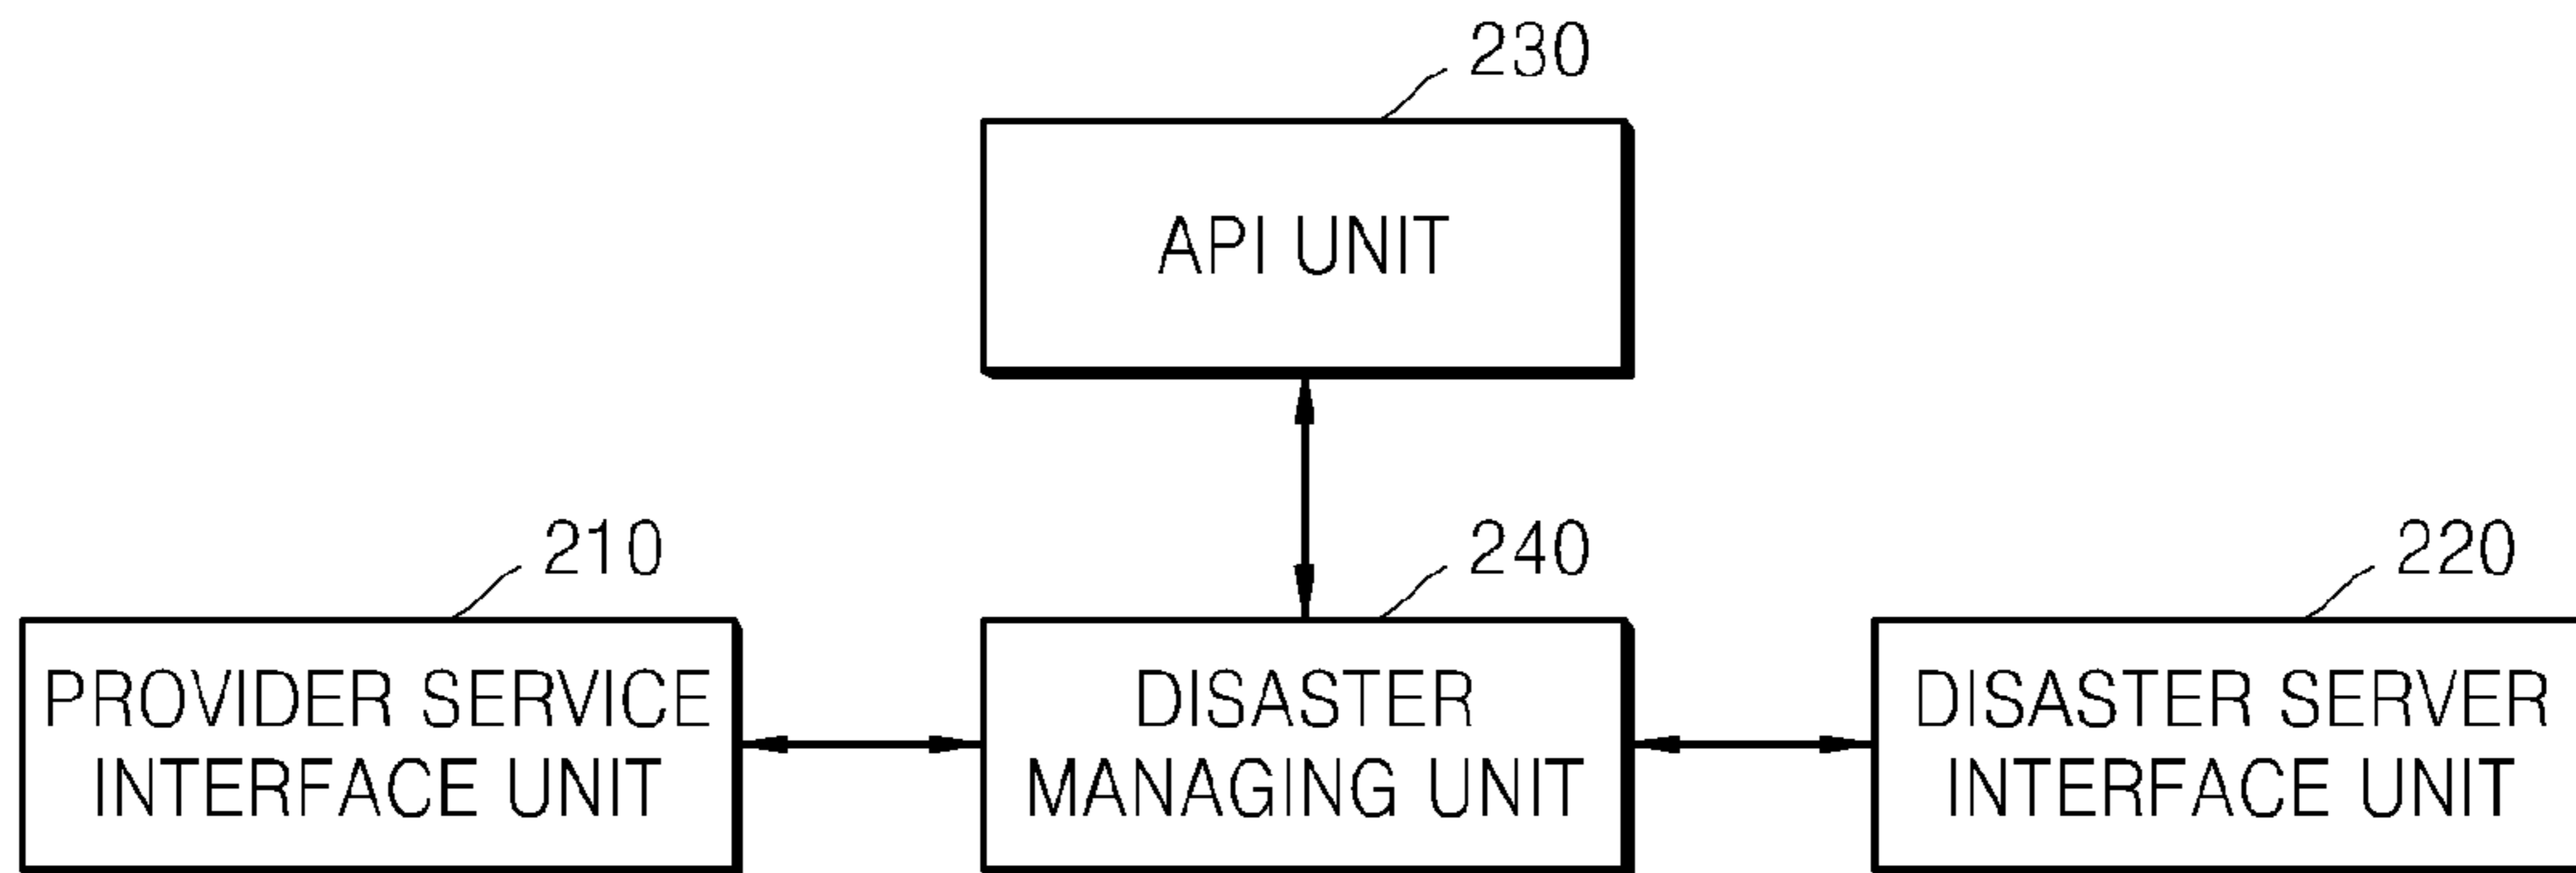 230
API UNIT
210
240
220
PROVIDER SERVICE
INTERFACE UNIT
DISASTER
MANAGING UNIT
DISASTER SERVER
INTERFACE UNIT